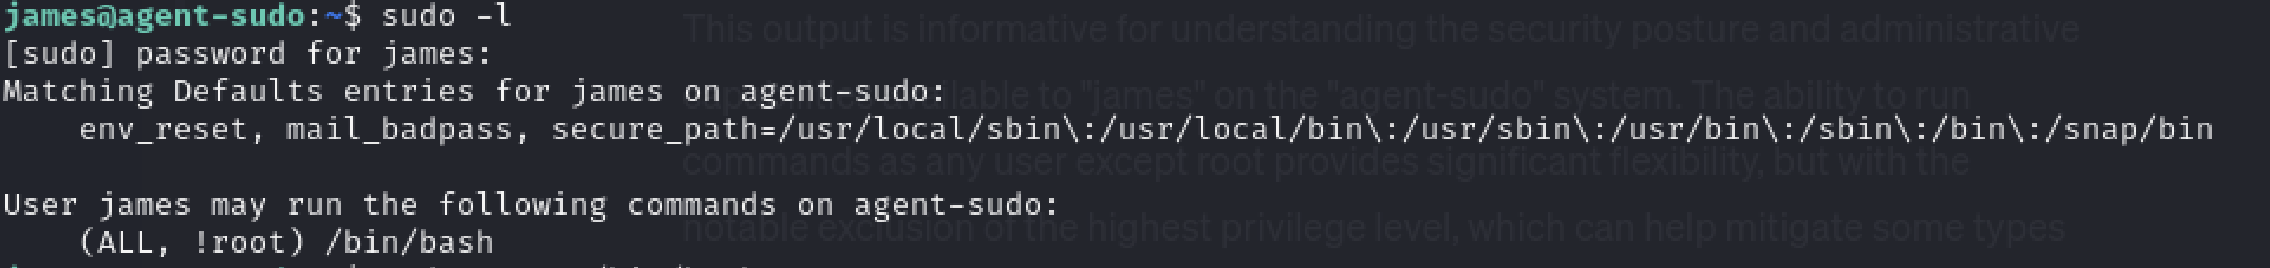 james@agent-sudo:~$ sudo -l
This output is informative for understanding the security posture and administrative
[sudo] password for james:
Matching Defaults entries for james on agent-sudo:
lable to "james" on the "agent-sudo" system. The ability to run
env_reset, mail_badpass, secure_path=/usr/local/sbin\:/usr/local/bin\:/usr/sbin\:/usr/bin\:/sbin\:/bin\:/snap/bin
commands as any user except root provides significant flexibility, but with the
User james may run the following commands on agent-sudo:
notable exclusion of the highest privilege level, which can help mitigate some types
(ALL, !root) /bin/bash